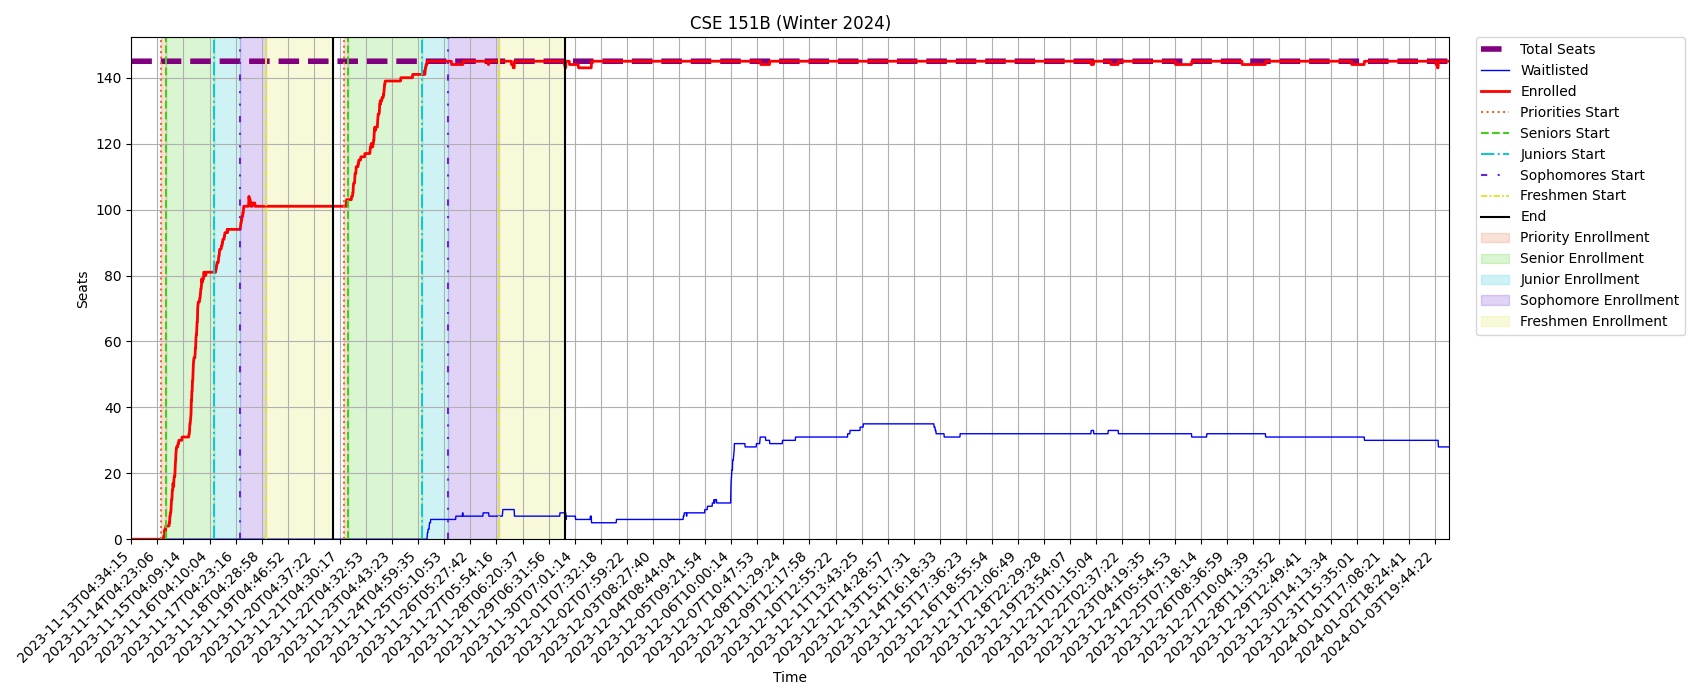 CSE 151B (Winter 2024)
Seats
140
120
100
80
60
40
20
0
2023-11-13T04:34:15
2023-11-14T04:23:06
2023-11-15T04:09:14
2023-11-16T04:10:04
2023-11-17T04:23:16
2023-11-18T04:28:58
2023-11-19T04:46:52
2023-11-20T04:37:22
2023-11-21T04:30:17
2023-11-22T04:32:53
2023-11-23T04:43:23
2023-11-24T04:59:35
2023-11-25T05:10:53
2023-11-26T05:27:42
2023-11-27T05:54:16
2023-11-28T06:20:37
2023-11-29T06:31:56
2023-11-30T07:01:14
2023-12-01T07:32:18
2023-12-02T07:59:22
2023-12-03T08:27:40
2023-12-04T08:44:04
2023-12-05T09:21:54
2023-12-06T10:00:14
2023-12-07T10:47:53
2023-12-08T11:29:24
2023-12-09T12:17:58
2023-12-10T12:55:22
2023-12-11T13:43:25
2023-12-12T14:28:57
2023-12-13T15:17:31
2023-12-14T16:18:33
2023-12-15T17:36:23
2023-12-16T18:55:54
2023-12-17T21:06:49
2023-12-18T22:29:28
2023-12-19T23:54:07
2023-12-21T01:15:04
2023-12-22T02:37:22
2023-12-23T04:19:35
2023-12-24T05:54:53
2023-12-25T07:18:14
2023-12-26T08:36:59
2023-12-27T10:04:39
2023-12-28T11:33:52
2023-12-29T12:49:41
2023-12-30T14:13:34
2023-12-31T15:35:01
2024-01-01T17:08:21
2024-01-02T18:24:41
2024-01-03T19:44:22
Time
Total Seats
Waitlisted
Enrolled
Priorities Start
Seniors Start
Juniors Start
Sophomores Start
Freshmen Start
End
Priority Enrollment
Senior Enrollment
Junior Enrollment
Sophomore Enrollment
Freshmen Enrollment